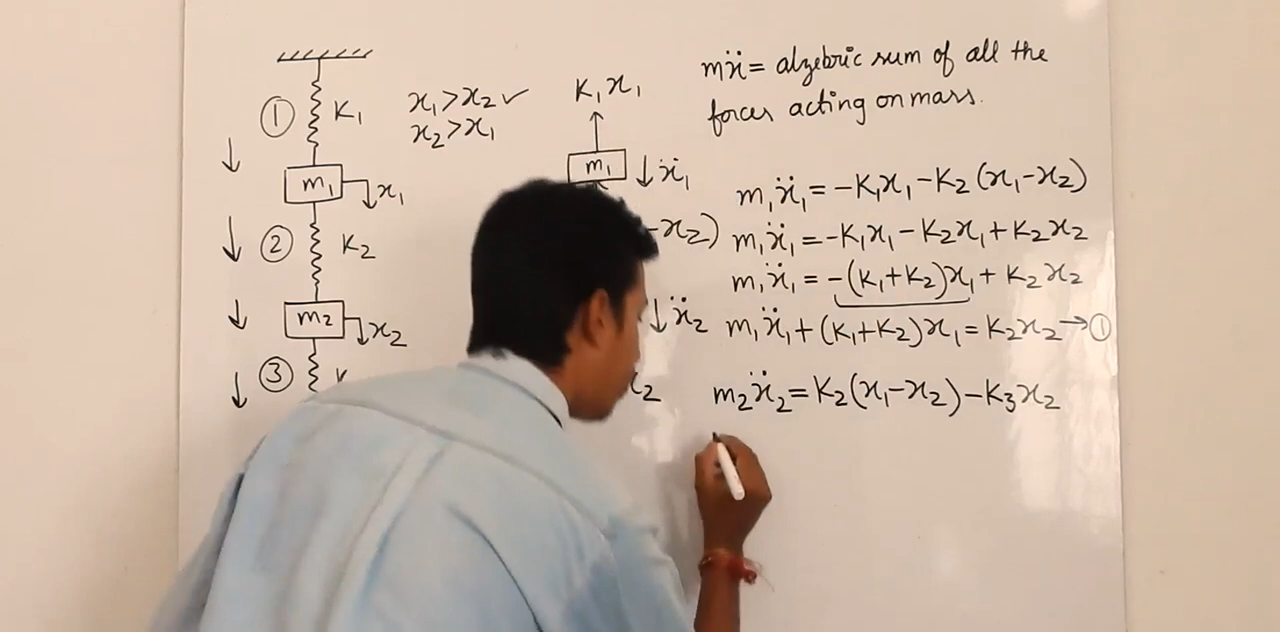 ① K₁
x₁>x₂✓
x₂>x₁
m₁ x₁
② K₂
m₂ x₂
③
K₁x₁
m₁ ↓ẍ₁
-x₂)
↓ẍ₂
x₂
mẍ= algebric sum of all the
forces acting on mass.
m₁ẍ₁=-K₁x₁-K₂(x₁-x₂)
m₁ẍ₁=-K₁x₁-K₂x₁+K₂x₂
m₁ẍ₁=-(K₁+K₂)x₁+K₂x₂
m₁ẍ₁+(K₁+K₂)x₁=K₂x₂→①
m₂ẍ₂=K₂(x₁-x₂)-K₃x₂